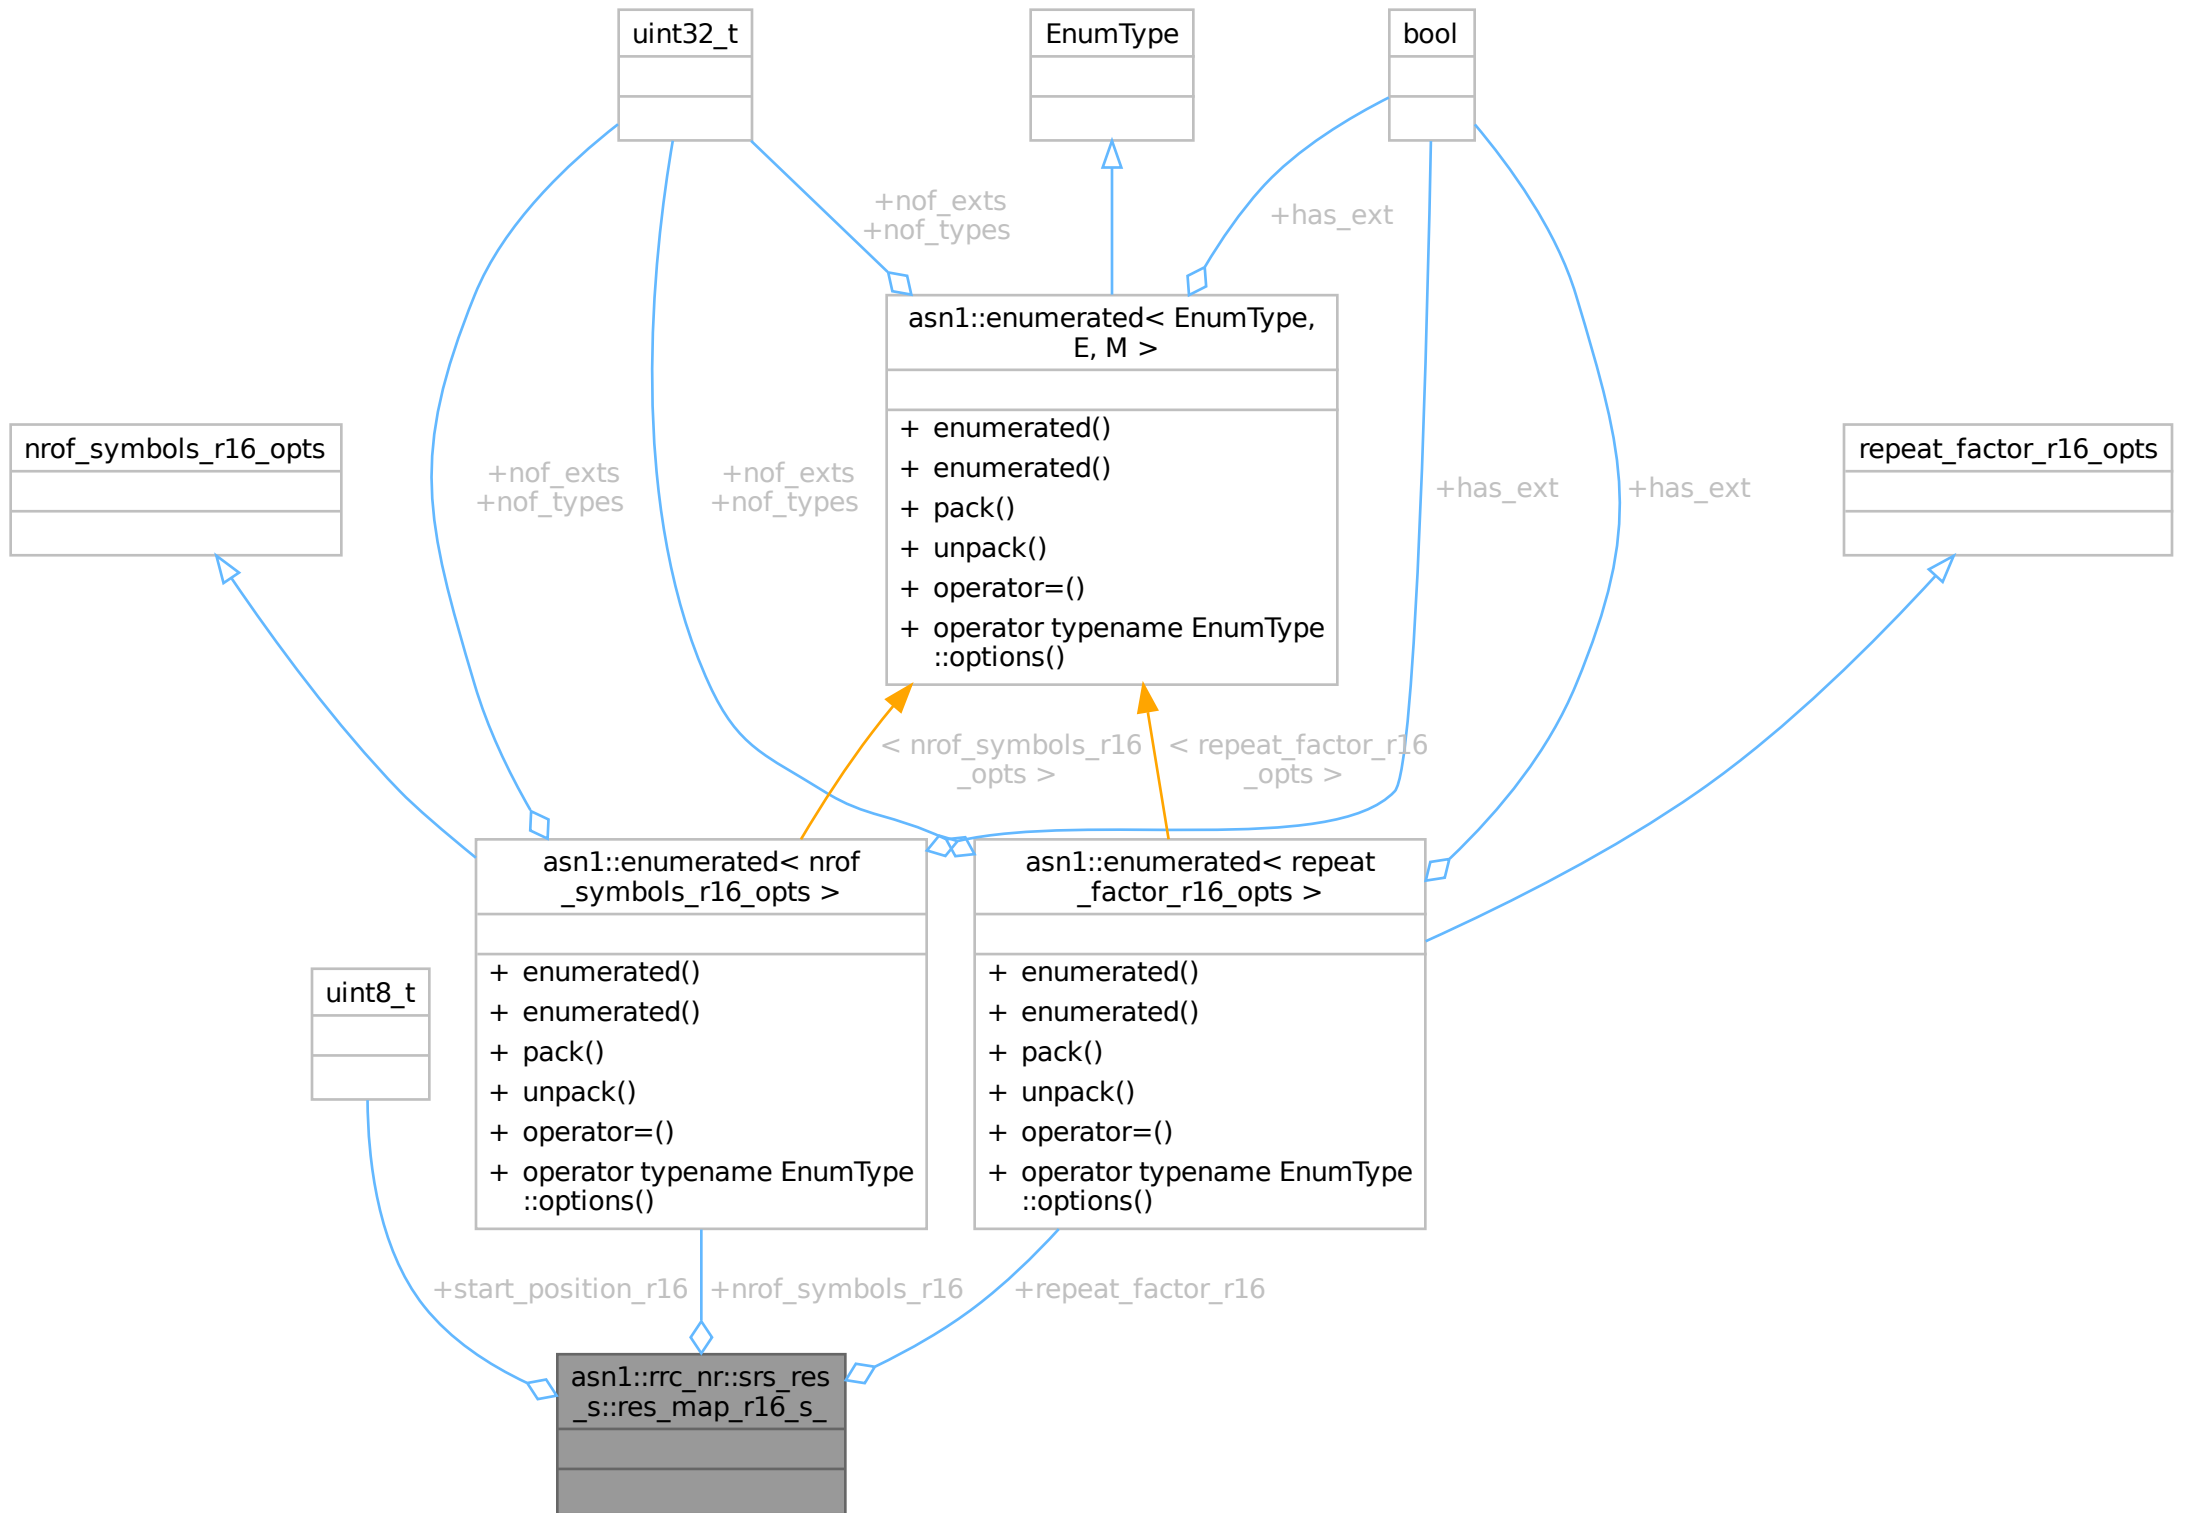 uint32_t
EnumType
bool
+nof_exts
+nof_types
+has_ext
asn1::enumerated< EnumType,
E, M >
+ enumerated()
+ enumerated()
+ pack()
+ unpack()
+ operator=()
+ operator typename EnumType
::options()
nrof_symbols_r16_opts
+nof_exts
+nof_types
+nof_exts
+nof_types
+has_ext
+has_ext
repeat_factor_r16_opts
< nrof_symbols_r16
_opts >
< repeat_factor_r16
_opts >
asn1::enumerated< nrof
_symbols_r16_opts >
+ enumerated()
+ enumerated()
+ pack()
+ unpack()
+ operator=()
+ operator typename EnumType
::options()
asn1::enumerated< repeat
_factor_r16_opts >
+ enumerated()
+ enumerated()
+ pack()
+ unpack()
+ operator=()
+ operator typename EnumType
::options()
uint8_t
+start_position_r16
+nrof_symbols_r16
+repeat_factor_r16
asn1::rrc_nr::srs_res
_s::res_map_r16_s_